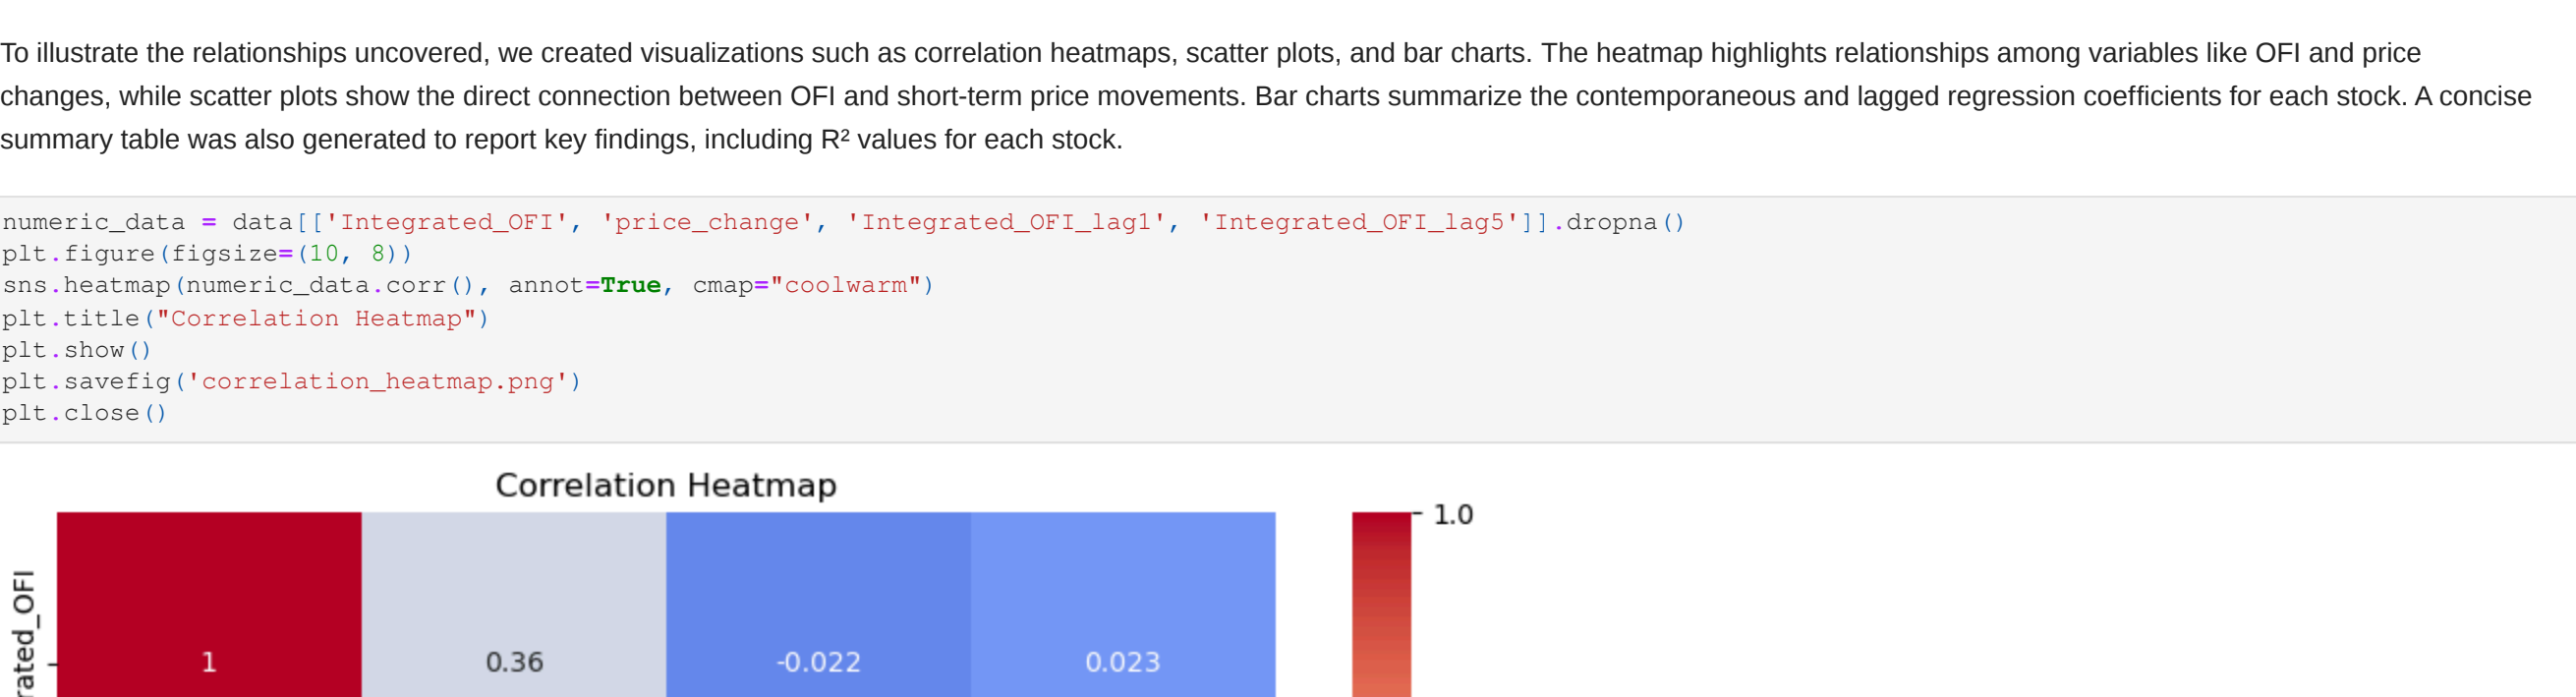 To illustrate the relationships uncovered, we created visualizations such as correlation heatmaps, scatter plots, and bar charts. The heatmap highlights relationships among variables like OFI and price
changes, while scatter plots show the direct connection between OFI and short-term price movements. Bar charts summarize the contemporaneous and lagged regression coefficients for each stock. A concise
summary table was also generated to report key findings, including R² values for each stock.
numeric_data = data[['Integrated_OFI', 'price_change', 'Integrated_OFI_lag1', 'Integrated_OFI_lag5']].dropna()
plt.figure(figsize=(10, 8))
sns.heatmap(numeric_data.corr(), annot=True, cmap="coolwarm")
plt.title("Correlation Heatmap")
plt.show()
plt.savefig('correlation_heatmap.png')
plt.close()
Correlation Heatmap
1.0
rated_OFI
1 0.36 -0.022 0.023